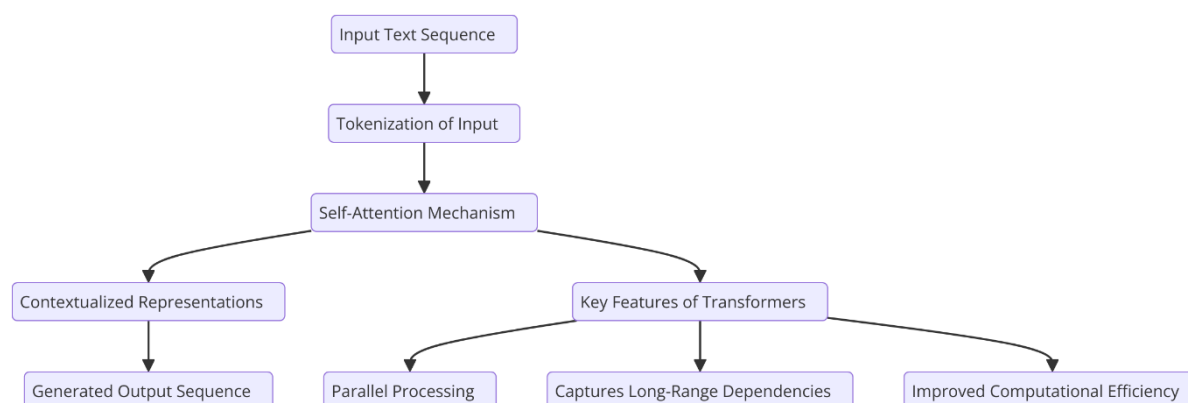 Input Text Sequence
Tokenization of Input
Self-Attention Mechanism
Contextualized Representations
Key Features of Transformers
Generated Output Sequence
Parallel Processing
Captures Long-Range Dependencies
Improved Computational Efficiency